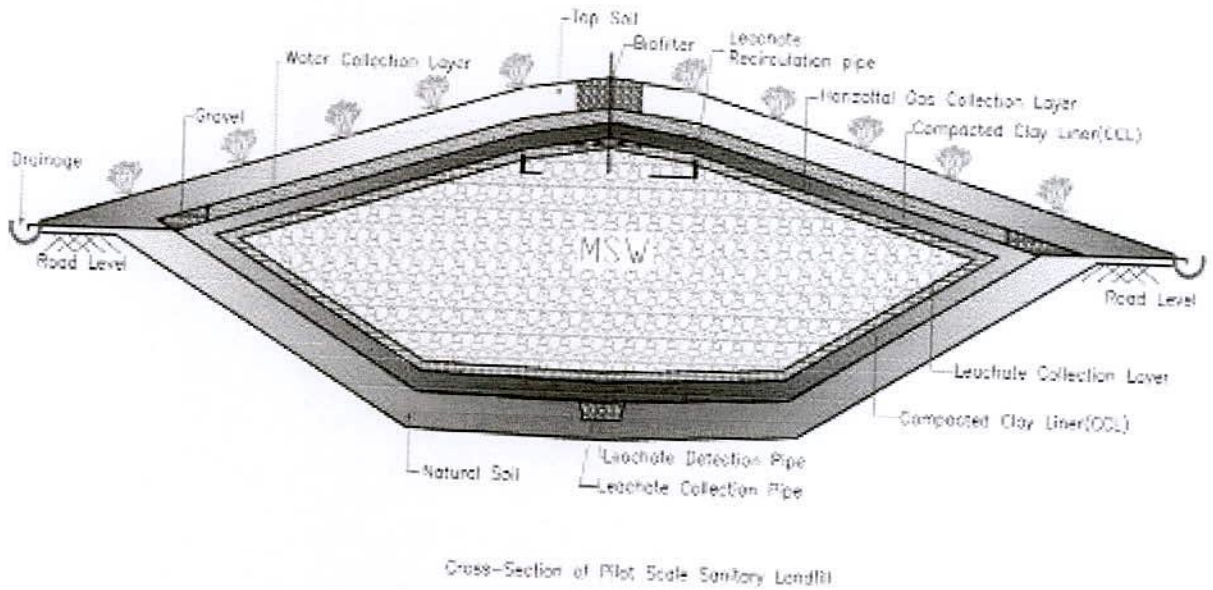 Top Soil
Biofilter
Leachate
Recirculation pipe
Water Collection Layer
Horizottal Gas Collection Layer
Gravel
Compacted Clay Liner(CCL)
Drainage
MSW
Road Level
Road Level
Leachate Collection Layer
Compacted Clay Liner(CCL)
Leachate Detection Pipe
Natural Soil
Leachate Collection Pipe
Cross-Section of Pilot Scale Sanitary Landfill